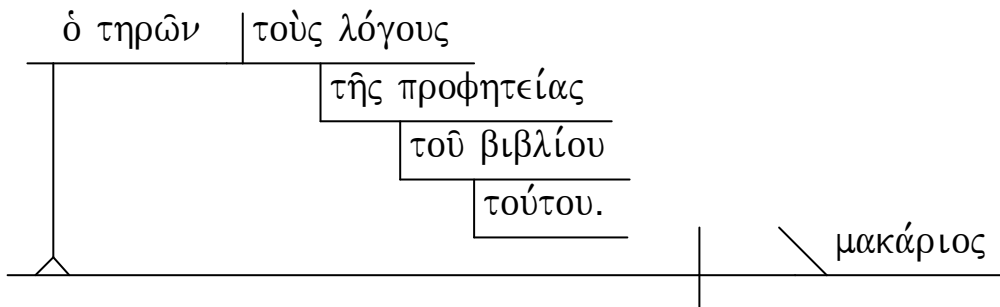 ὁ τηρῶν τοὺς λόγους
τῆς προφητείας
τοῦ βιβλίου
τούτου.
μακάριος